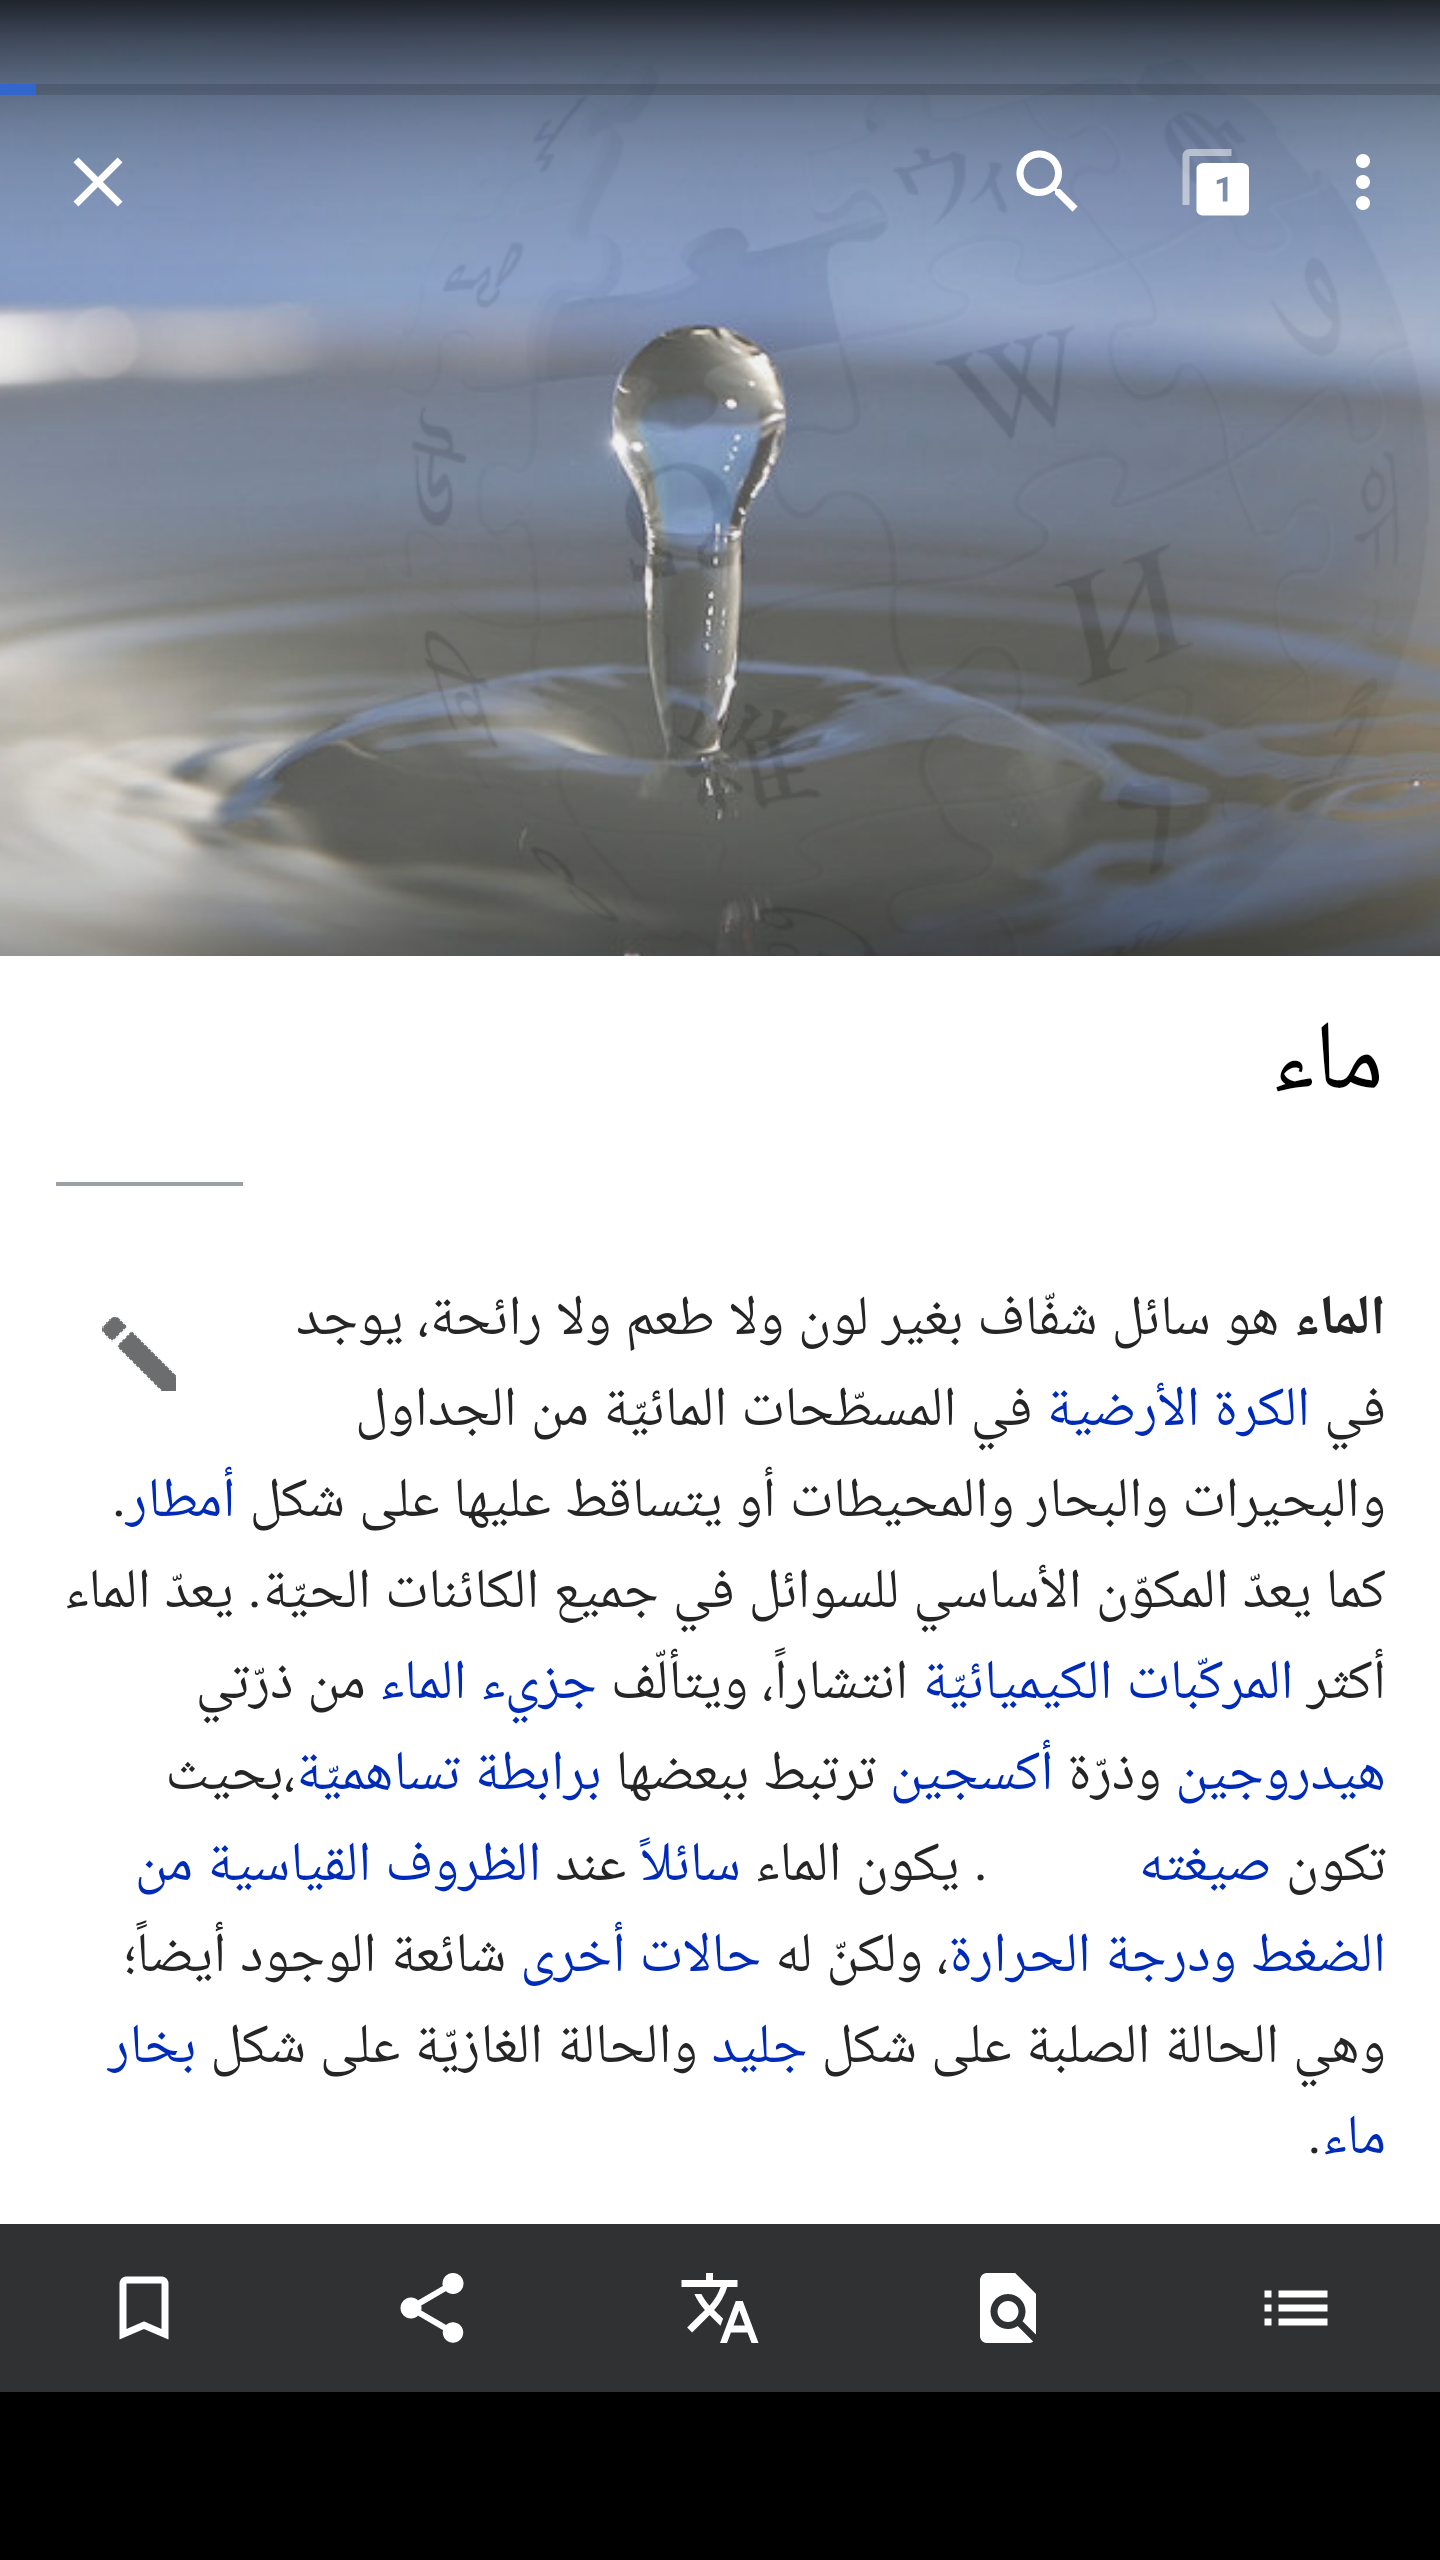 1
ウィ
W
И
維
ماء
الماء هو سائل شفّاف بغير لون ولا طعم ولا رائحة، يوجد
في الكرة الأرضية في المسطّحات المائيّة من الجداول
والبحيرات والبحار والمحيطات أو يتساقط عليها على شكل أمطار.
كما يعدّ المكوّن الأساسي للسوائل في جميع الكائنات الحيّة. يعدّ الماء
أكثر المركّبات الكيميائيّة انتشاراً، ويتألّف جزيء الماء من ذرّتي
هيدروجين وذرّة أكسجين ترتبط ببعضها برابطة تساهميّة،بحيث
تكون صيغته . يكون الماء سائلاً عند الظروف القياسية من
الضغط ودرجة الحرارة، ولكنّ له حالات أخرى شائعة الوجود أيضاً؛
وهي الحالة الصلبة على شكل جليد والحالة الغازيّة على شكل بخار
ماء.